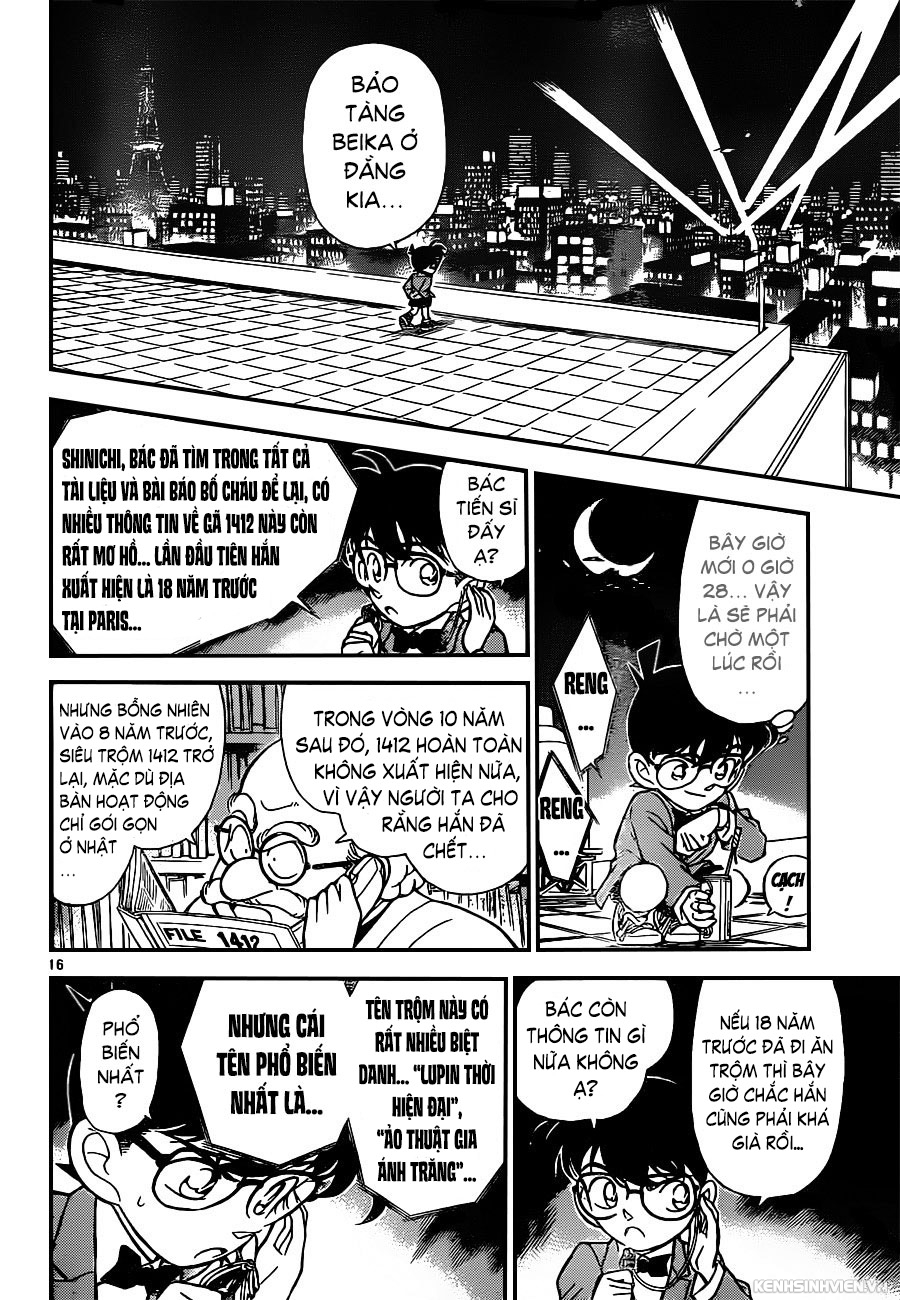 BẢO
TÀNG
BEIKA Ở
ĐẰNG
KIA...
BÂY GIỜ
MỚI 0 GIỜ
28... VẬY
LÀ SẼ PHẢI
CHỜ MỘT
LÚC RỒI
...
RENG
...
RENG
...
CẠCH
!
BÁC
TIẾN SĨ
ĐẤY
Ạ?
SHINICHI, BÁC ĐÃ TÌM TRONG TẤT CẢ
TÀI LIỆU VÀ BÀI BÁO BỐ CHÁU ĐỂ LẠI, CÓ
NHIỀU THÔNG TIN VỀ GÃ 1412 NÀY CÒN
RẤT MƠ HỒ... LẦN ĐẦU TIÊN HẮN
XUẤT HIỆN LÀ 18 NĂM TRƯỚC
TẠI PARIS...
TRONG VÒNG 10 NĂM
SAU ĐÓ, 1412 HOÀN TOÀN
KHÔNG XUẤT HIỆN NỮA,
VÌ VẬY NGƯỜI TA CHO
RẰNG HẮN ĐÃ
CHẾT...
NHƯNG BỔNG NHIÊN
VÀO 8 NĂM TRƯỚC,
SIÊU TRỘM 1412 TRỞ
LẠI, MẶC DÙ ĐỊA
BÀN HOẠT ĐỘNG
CHỈ GÓI GỌN
Ở NHẬT
...
FILE 1412
16
NẾU 18 NĂM
TRƯỚC ĐÃ ĐI ĂN
TRỘM THÌ BÂY
GIỜ CHẮC HẮN
CŨNG PHẢI KHÁ
GIÀ RỒI...
BÁC CÒN
THÔNG TIN GÌ
NỮA KHÔNG
Ạ?
TÊN TRỘM NÀY CÓ
RẤT NHIỀU BIỆT
DANH... "LUPIN THỜI
HIỆN ĐẠI",
"ẢO THUẬT GIA
ÁNH TRĂNG"...
NHƯNG CÁI
TÊN PHỔ BIẾN
NHẤT LÀ...
PHỔ
BIẾN
NHẤT
?
KENHSINHVIEN.VN